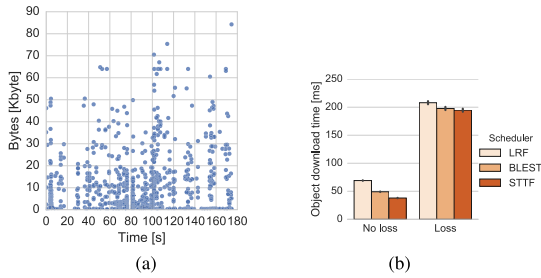 90
80
70
60
50
40
30
20
10
0
Bytes [Kbyte]
0 20 40 60 80 100 120 140 160 180
Time [s]
(a)
250
200
150
100
50
0
Object download time [ms]
No loss Loss
Scheduler
LRF
BLEST
STTF
(b)